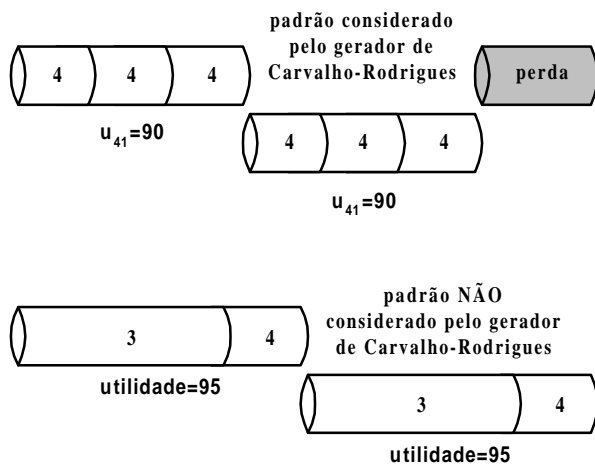 padrão considerado
pelo gerador de
Carvalho-Rodrigues
4 4 4
perda
u41=90
4 4 4
u41=90
padrão NÃO
considerado pelo gerador
de Carvalho-Rodrigues
3 4
utilidade=95
3 4
utilidade=95